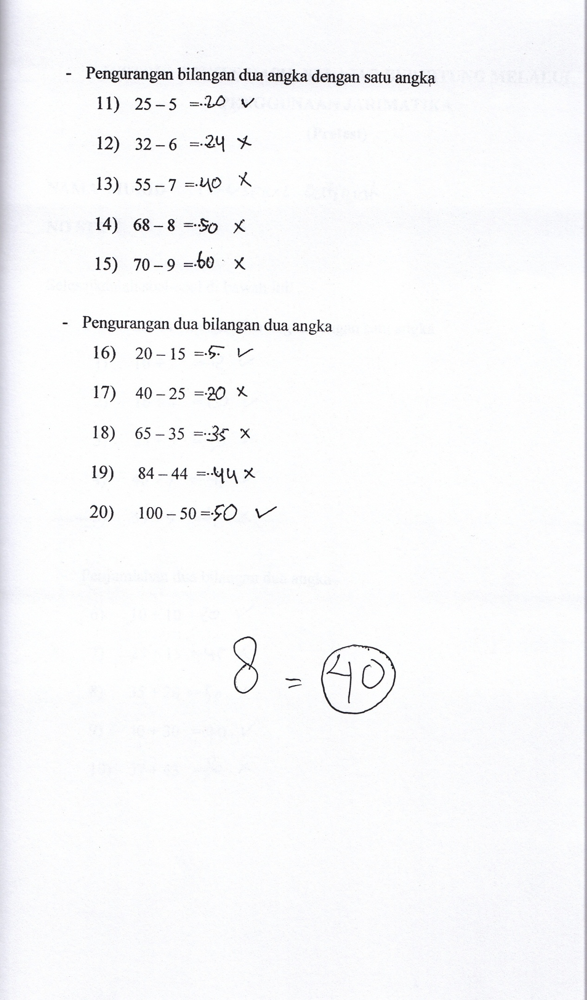 - Pengurangan bilangan dua angka dengan satu angka
11) 25 – 5 = 20 ✓
12) 32 – 6 = 24 ×
13) 55 – 7 = 40 ×
14) 68 – 8 = 50 ×
15) 70 – 9 = 60 ×
- Pengurangan dua bilangan dua angka
16) 20 – 15 = 5 ✓
17) 40 – 25 = 20 ×
18) 65 – 35 = 35 ×
19) 84 – 44 = 44 ×
20) 100 – 50 = 50 ✓
8 = 40